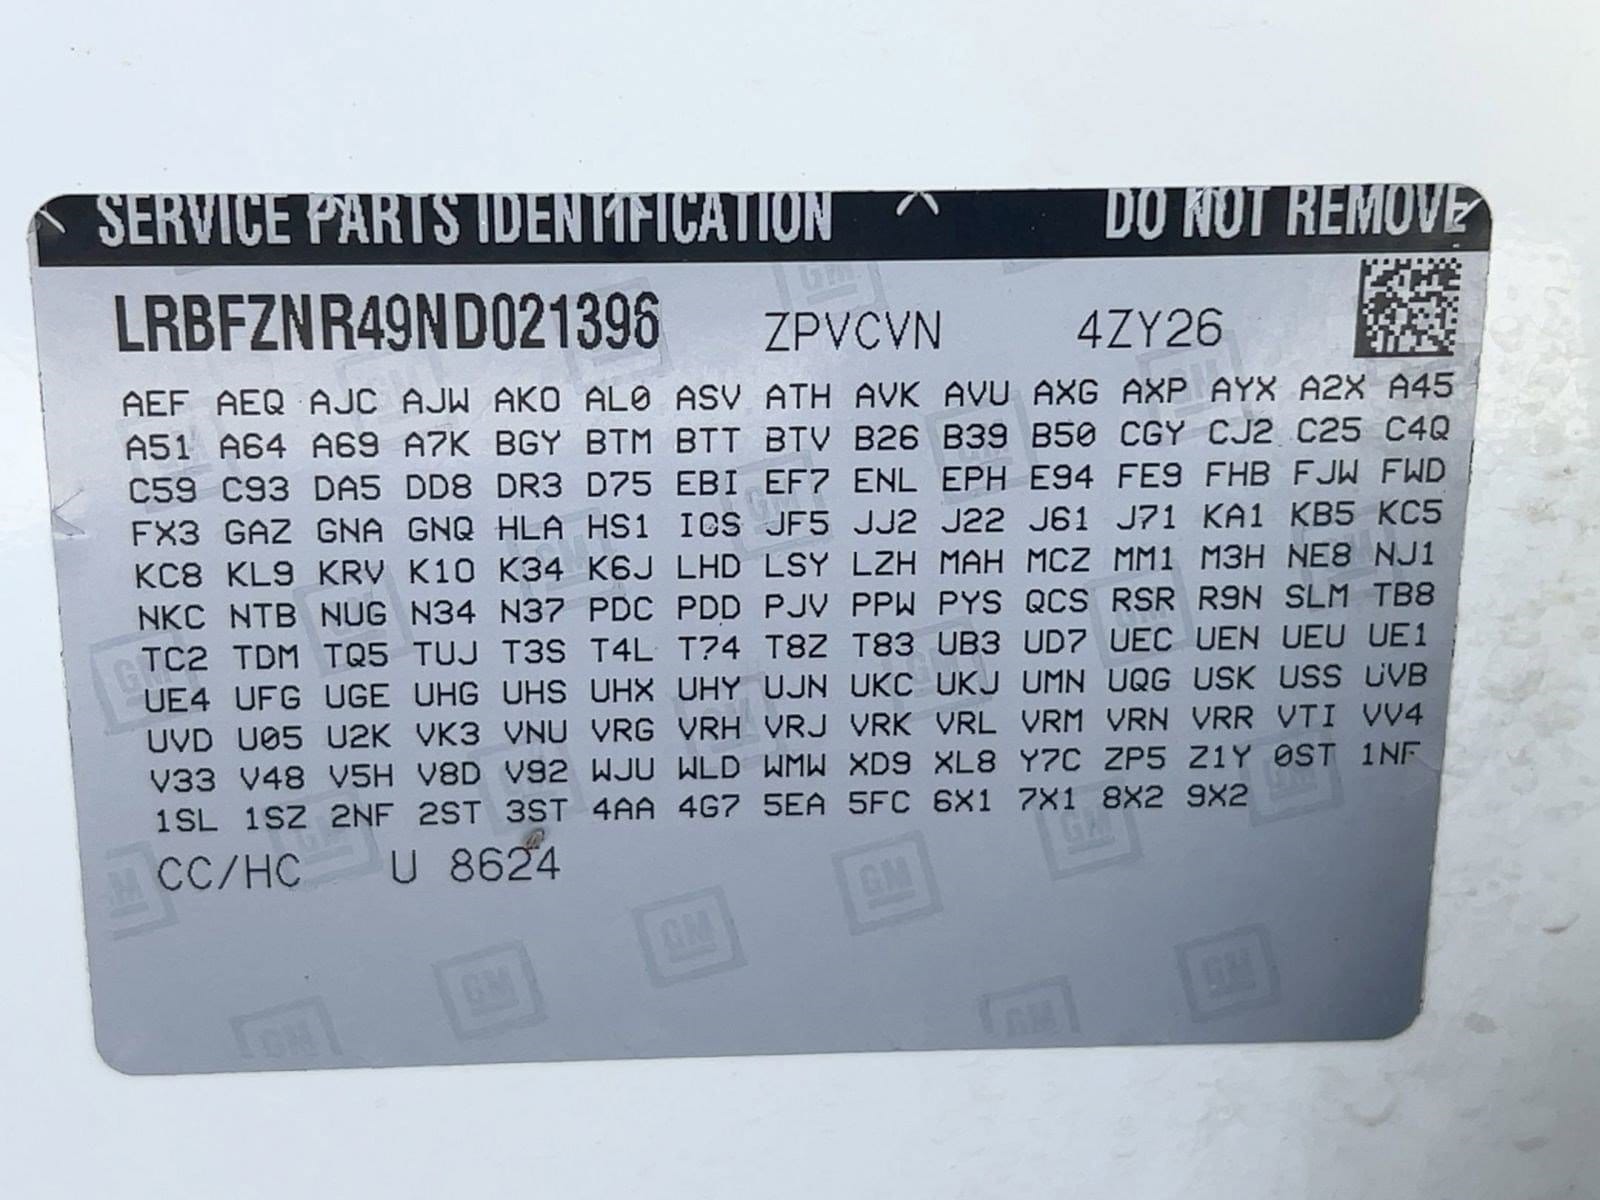 SERVICE PARTS IDENTIFICATION DO NOT REMOVE
LRBFZNR49ND021396 ZPVCVN 4ZY26
AEF AEQ AJC AJW AKO AL0 ASV ATH AVK AVU AXG AXP AYX A2X A45
A51 A64 A69 A7K BGY BTM BTT BTV B26 B39 B50 CGY CJ2 C25 C4Q
C59 C93 DA5 DD8 DR3 D75 EBI EF7 ENL EPH E94 FE9 FHB FJW FWD
FX3 GAZ GNA GNQ HLA HS1 IGS JF5 JJ2 J22 J61 J71 KA1 KB5 KC5
KC8 KL9 KRV K10 K34 K6J LHD LSY LZH MAH MCZ MM1 M3H NE8 NJ1
NKC NTB NUG N34 N37 PDC PDD PJV PPW PYS QCS RSR R9N SLM TB8
TC2 TDM TQ5 TUJ T3S T4L T74 T8Z T83 UB3 UD7 UEC UEN UEU UE1
UE4 UFG UGE UHG UHS UHX UHY UJN UKC UKJ UMN UQG USK USS UVB
UVD U05 U2K VK3 VNU VRG VRH VRJ VRK VRL VRM VRN VRR VTI VV4
V33 V48 V5H V8D V92 WJU WLD WMW XD9 XL8 Y7C ZP5 Z1Y 0ST 1NF
1SL 1SZ 2NF 2ST 3ST 4AA 4G7 5EA 5FC 6X1 7X1 8X2 9X2
CC/HC U 8624
GM
GM
GM
GM
GM
GM